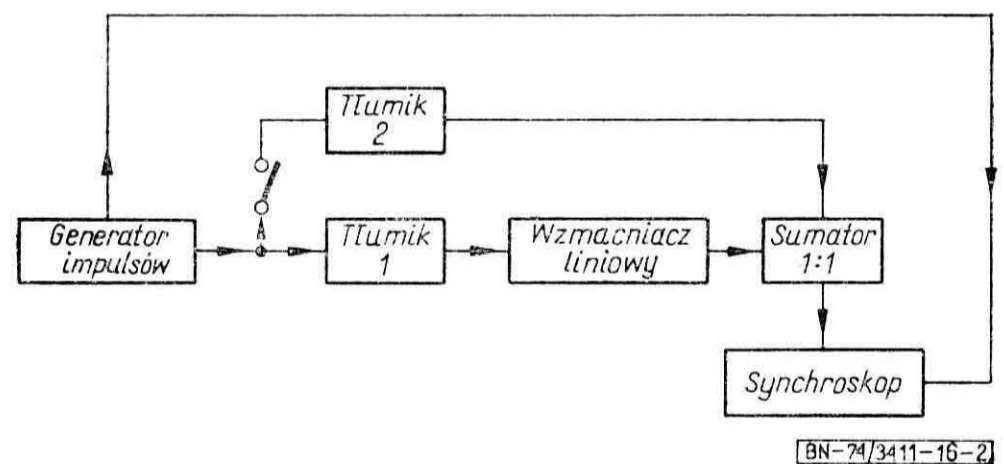 Tłumik
2
Generator
impulsów
Tłumik
1
Wzmacniacz
liniowy
Sumator
1:1
Synchroskop
BN-74/3411-16-2